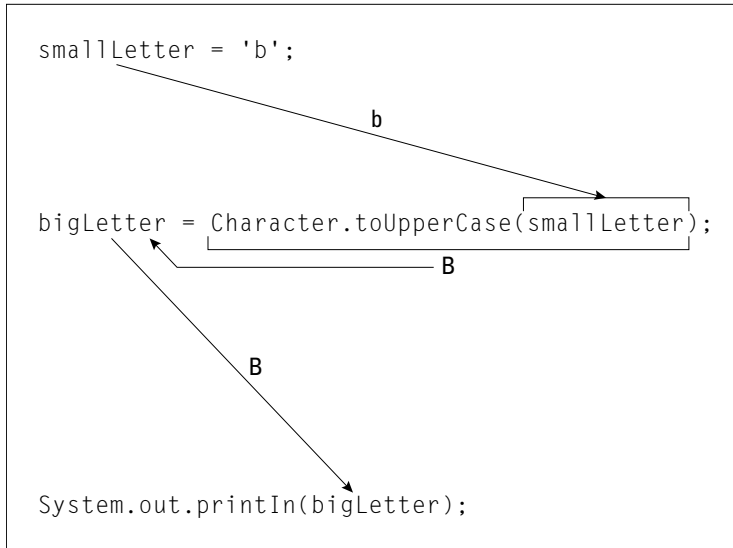 smallLetter = 'b';
b
bigLetter = Character.toUpperCase(smallLetter);
B
B
System.out.printIn(bigLetter);